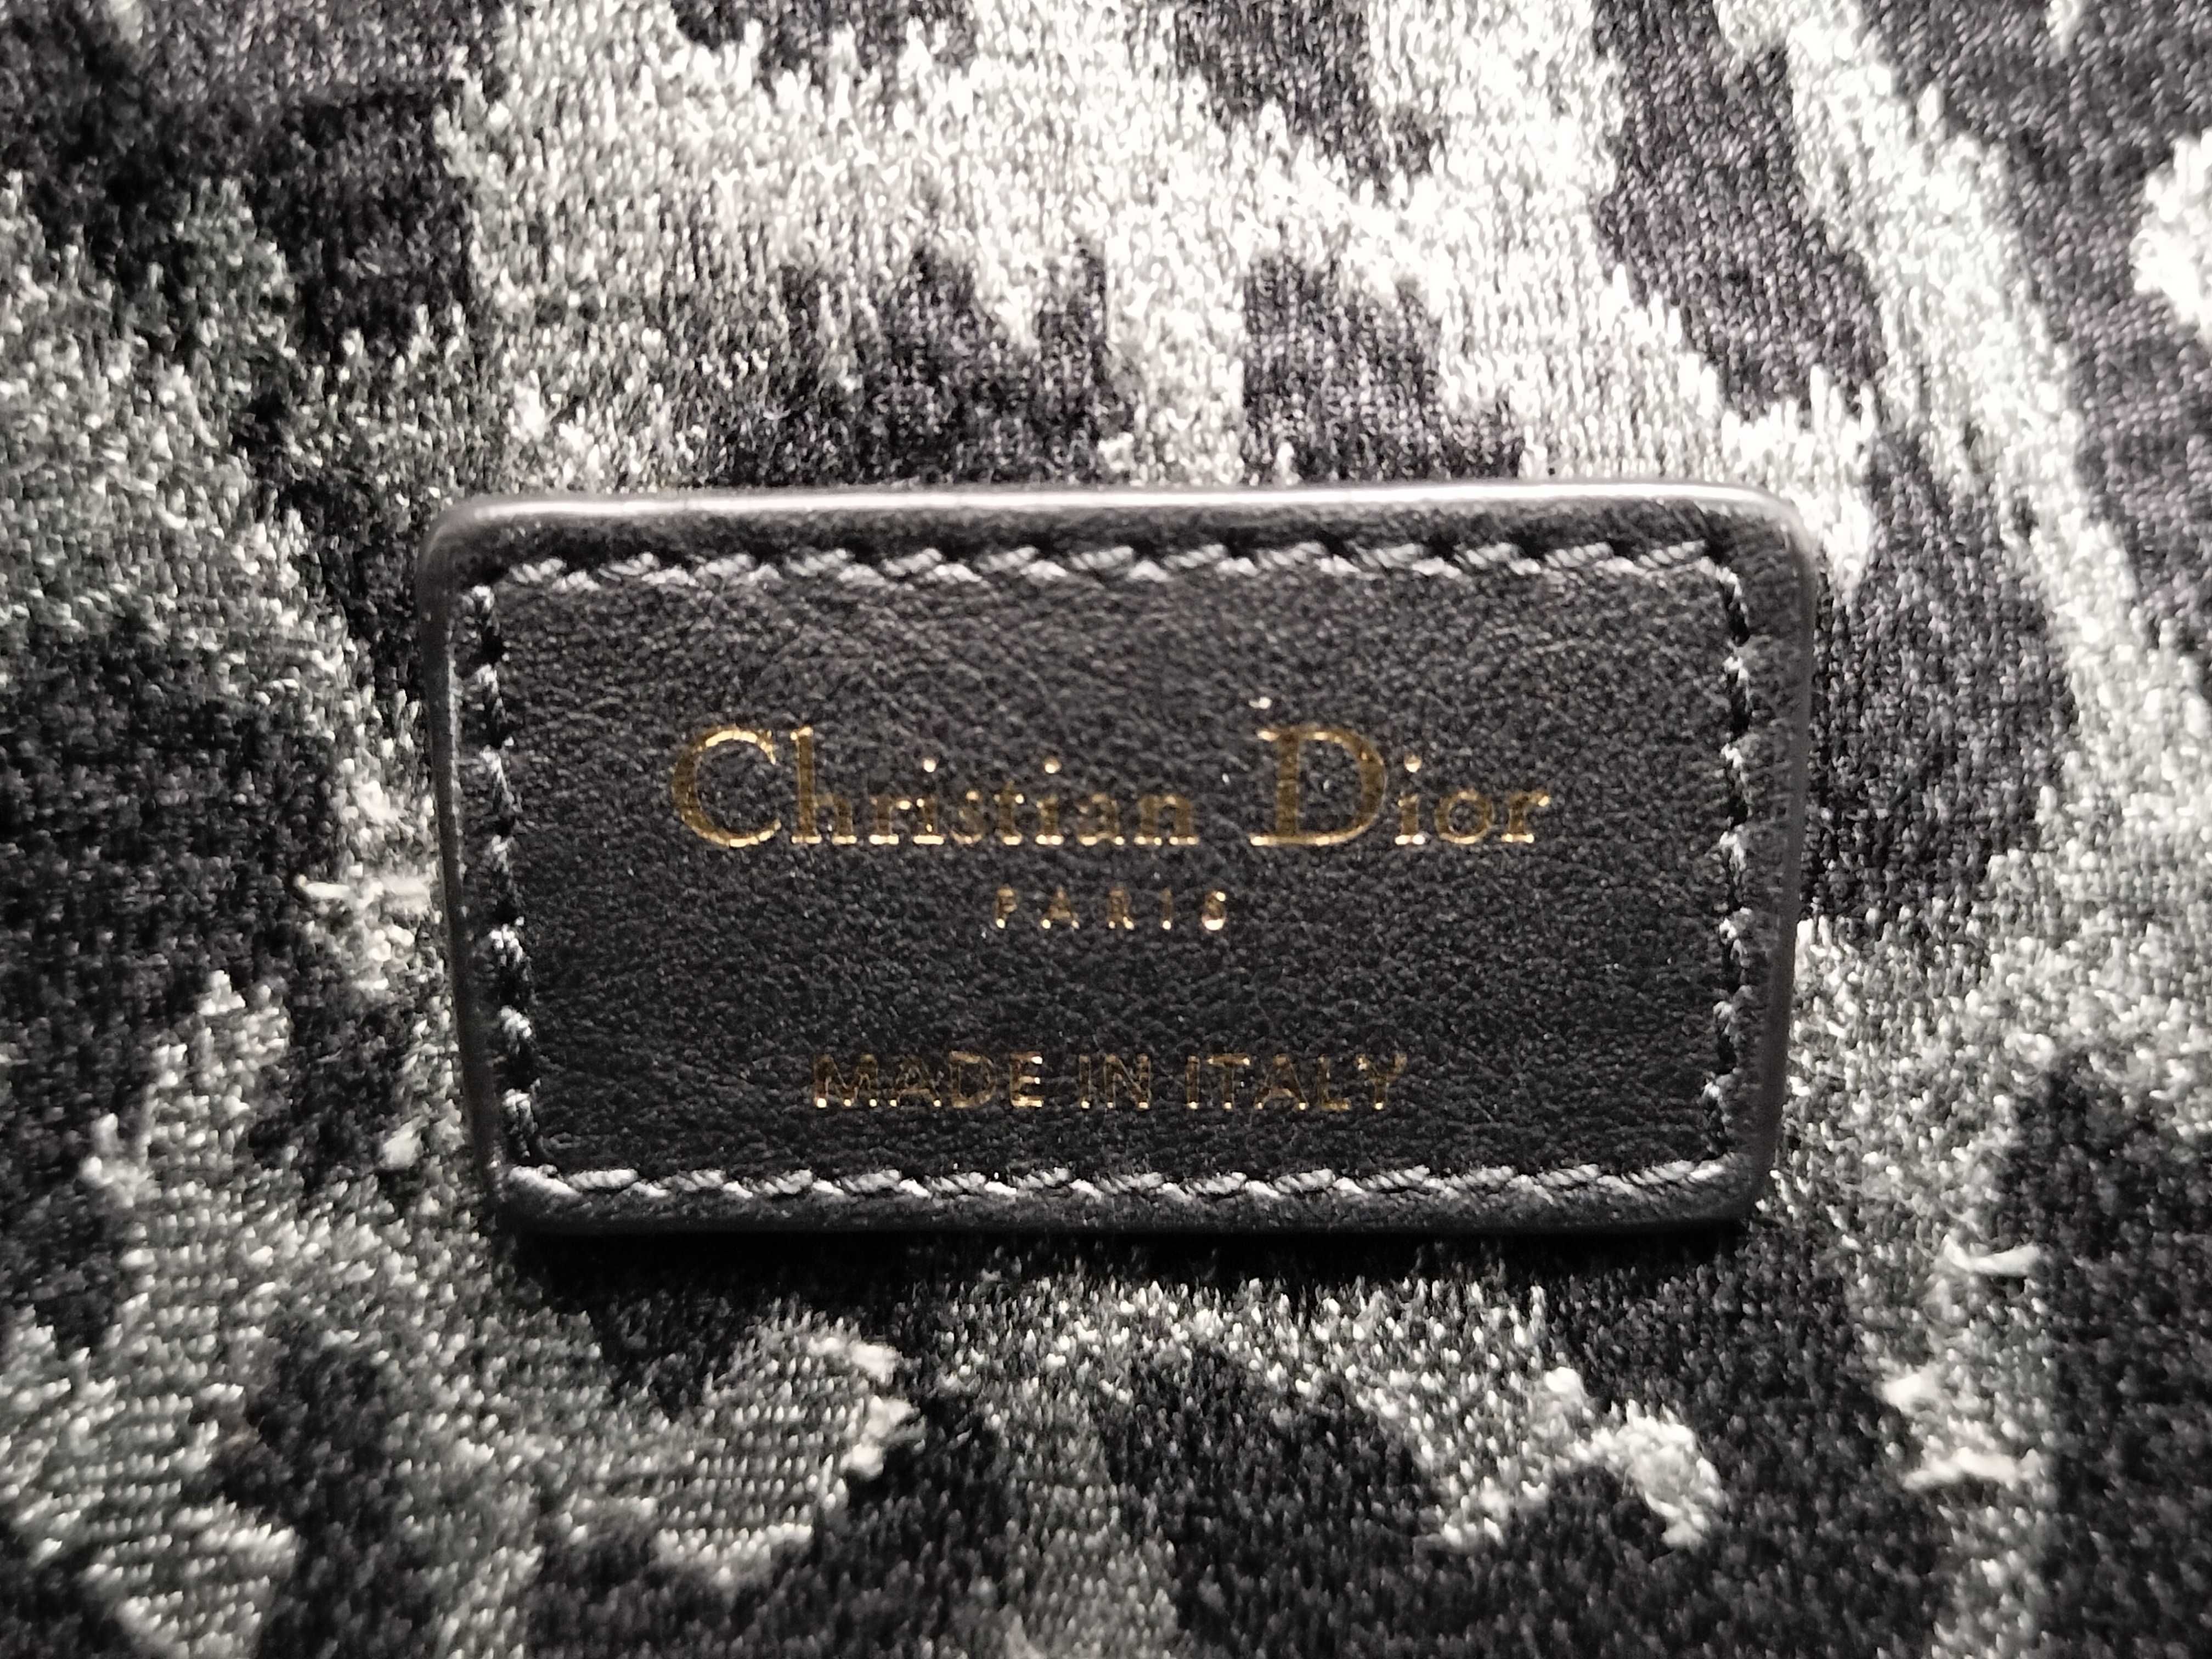 Christian Dior
PARIS
MADE IN ITALY